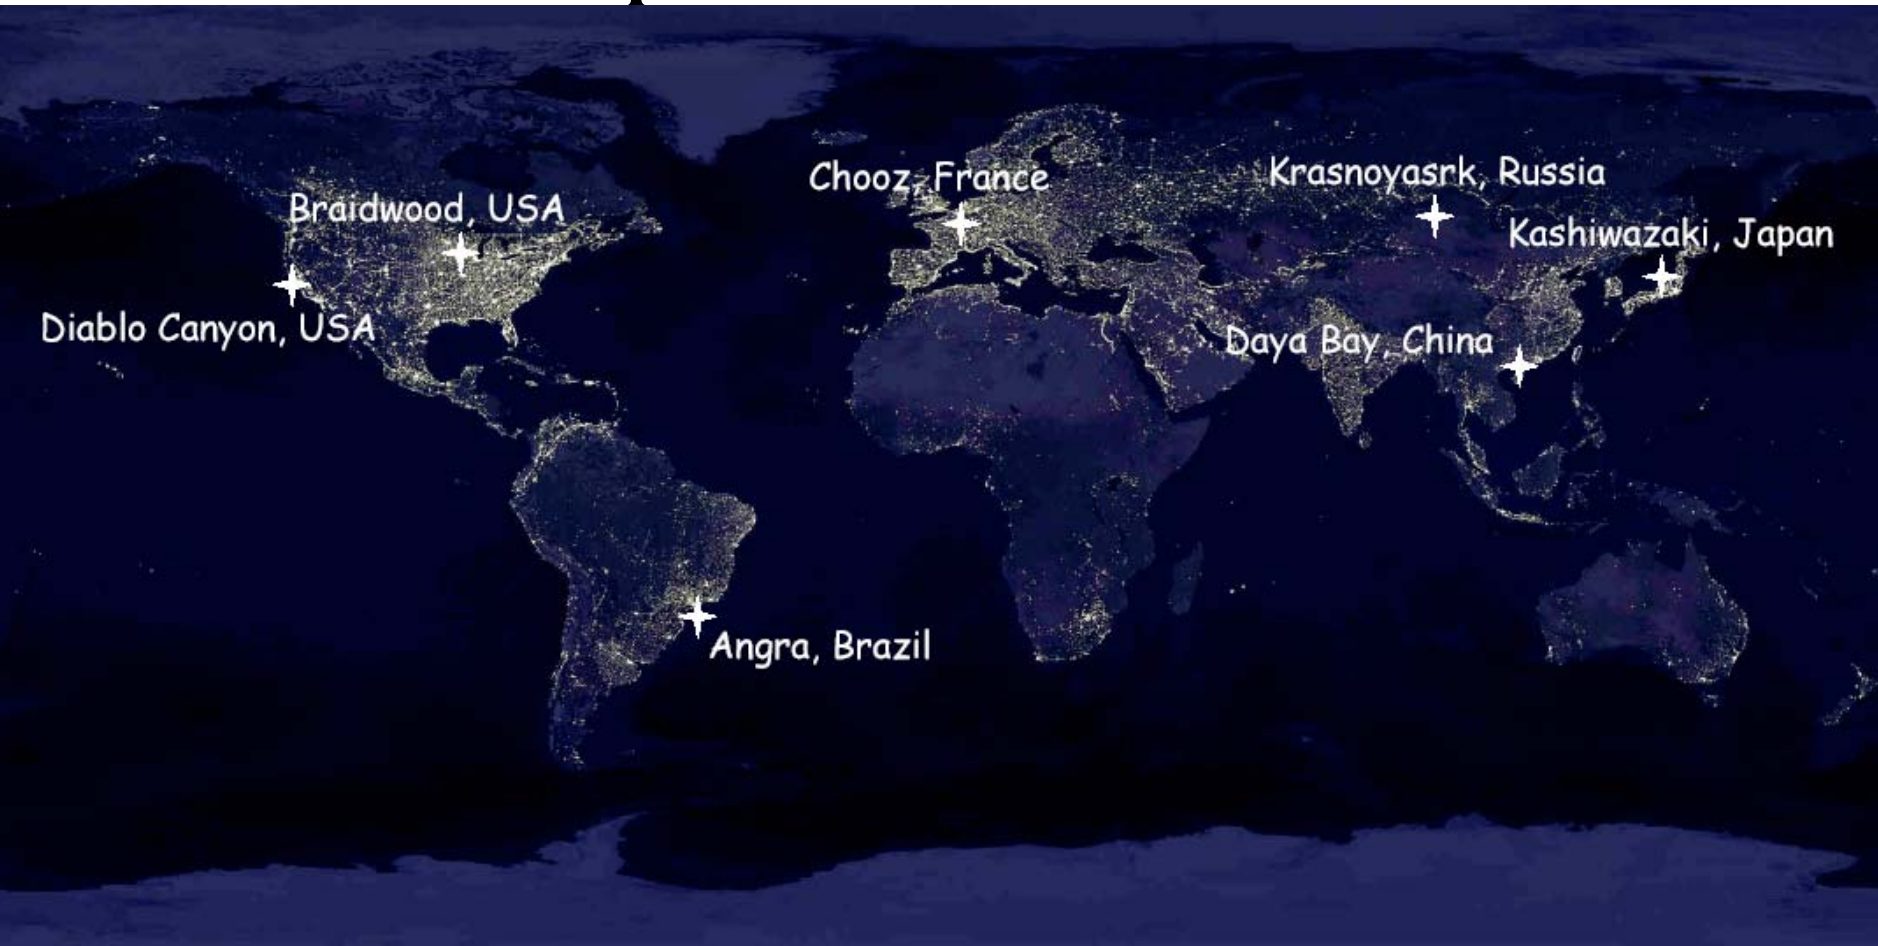 Chooz, France
Krasnoyasrk, Russia
Braidwood, USA
Kashiwazaki, Japan
Diablo Canyon, USA
Daya Bay, China
Angra, Brazil